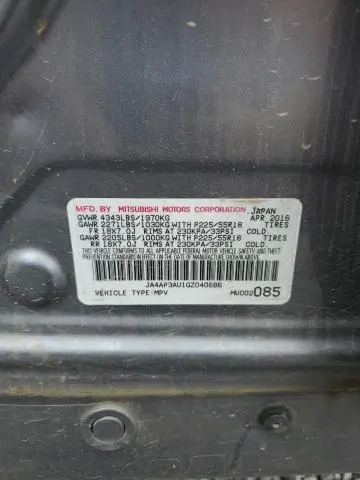 MFD. BY MITSUBISHI MOTORS CORPORATION, JAPAN
GVWR 4343LBS/1970KG APR 2016
GAWR 2271LBS/1030KG WITH P225/55R18 TIRES
FR 18X7.0J RIMS AT 230KPA/33PSI COLD.
GAWR 2205LBS/1000KG WITH P225/55R18 TIRES
RR 18X7.0J RIMS AT 230KPA/33PSI COLD.
JA4AP3AU1GZ040686
VEHICLE TYPE:MPV MU002085